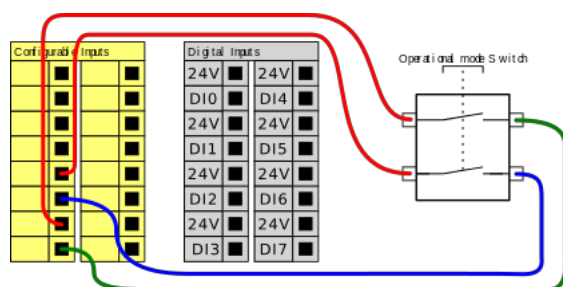 Configurable Inputs
Digital Inputs
Operational mode Switch
24V 24V
DI0 DI4
24V 24V
DI1 DI5
24V 24V
DI2 DI6
24V 24V
DI3 DI7